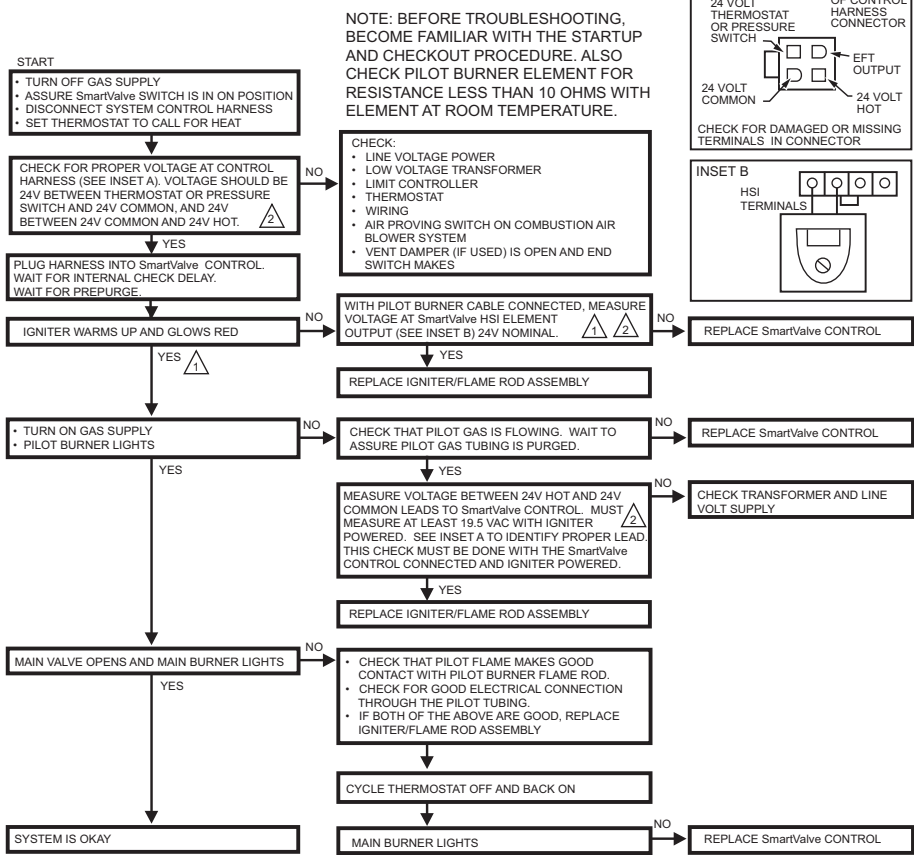 NOTE: BEFORE TROUBLESHOOTING,
BECOME FAMILIAR WITH THE STARTUP
AND CHECKOUT PROCEDURE. ALSO
CHECK PILOT BURNER ELEMENT FOR
RESISTANCE LESS THAN 10 OHMS WITH
ELEMENT AT ROOM TEMPERATURE.
24 VOLT
THERMOSTAT
OR PRESSURE
SWITCH
OF CONTROL
HARNESS
CONNECTOR
EFT
OUTPUT
24 VOLT
COMMON
24 VOLT
HOT
CHECK FOR DAMAGED OR MISSING
TERMINALS IN CONNECTOR
INSET B
HSI
TERMINALS
START
• TURN OFF GAS SUPPLY
• ASSURE SmartValve SWITCH IS IN ON POSITION
• DISCONNECT SYSTEM CONTROL HARNESS
• SET THERMOSTAT TO CALL FOR HEAT
CHECK FOR PROPER VOLTAGE AT CONTROL
HARNESS (SEE INSET A). VOLTAGE SHOULD BE
24V BETWEEN THERMOSTAT OR PRESSURE
SWITCH AND 24V COMMON, AND 24V
BETWEEN 24V COMMON AND 24V HOT. 2
NO
CHECK:
• LINE VOLTAGE POWER
• LOW VOLTAGE TRANSFORMER
• LIMIT CONTROLLER
• THERMOSTAT
• WIRING
• AIR PROVING SWITCH ON COMBUSTION AIR
BLOWER SYSTEM
• VENT DAMPER (IF USED) IS OPEN AND END
SWITCH MAKES
YES
PLUG HARNESS INTO SmartValve CONTROL.
WAIT FOR INTERNAL CHECK DELAY.
WAIT FOR PREPURGE.
IGNITER WARMS UP AND GLOWS RED
NO
WITH PILOT BURNER CABLE CONNECTED, MEASURE
VOLTAGE AT SmartValve HSI ELEMENT
OUTPUT (SEE INSET B) 24V NOMINAL. 1 2
NO
REPLACE SmartValve CONTROL
YES
REPLACE IGNITER/FLAME ROD ASSEMBLY
YES 1
• TURN ON GAS SUPPLY
• PILOT BURNER LIGHTS
NO
CHECK THAT PILOT GAS IS FLOWING. WAIT TO
ASSURE PILOT GAS TUBING IS PURGED.
NO
REPLACE SmartValve CONTROL
YES
MEASURE VOLTAGE BETWEEN 24V HOT AND 24V
COMMON LEADS TO SmartValve CONTROL. MUST
MEASURE AT LEAST 19.5 VAC WITH IGNITER 2
POWERED. SEE INSET A TO IDENTIFY PROPER LEAD.
THIS CHECK MUST BE DONE WITH THE SmartValve
CONTROL CONNECTED AND IGNITER POWERED.
NO
CHECK TRANSFORMER AND LINE
VOLT SUPPLY
YES
REPLACE IGNITER/FLAME ROD ASSEMBLY
YES
MAIN VALVE OPENS AND MAIN BURNER LIGHTS
NO
• CHECK THAT PILOT FLAME MAKES GOOD
CONTACT WITH PILOT BURNER FLAME ROD.
• CHECK FOR GOOD ELECTRICAL CONNECTION
THROUGH THE PILOT TUBING.
• IF BOTH OF THE ABOVE ARE GOOD, REPLACE
IGNITER/FLAME ROD ASSEMBLY
YES
CYCLE THERMOSTAT OFF AND BACK ON
SYSTEM IS OKAY
MAIN BURNER LIGHTS
NO
REPLACE SmartValve CONTROL